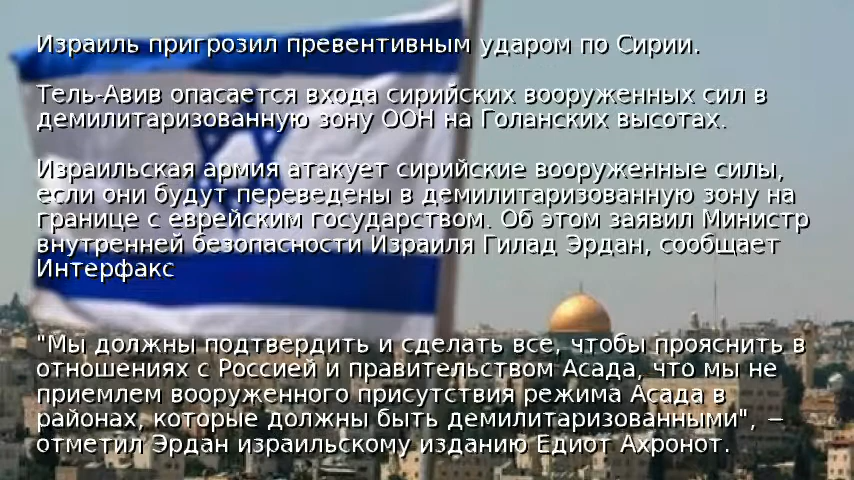 Израиль пригрозил превентивным ударом по Сирии.
Тель-Авив опасается входа сирийских вооруженных сил в
демилитаризованную зону ООН на Голанских высотах.
Израильская армия атакует сирийские вооруженные силы,
если они будут переведены в демилитаризованную зону на
границе с еврейским государством. Об этом заявил Министр
внутренней безопасности Израиля Гилад Эрдан, сообщает
Интерфакс
"Мы должны подтвердить и сделать все, чтобы прояснить в
отношениях с Россией и правительством Асада, что мы не
приемлем вооруженного присутствия режима Асада в
районах, которые должны быть демилитаризованными", −
отметил Эрдан израильскому изданию Едиот Ахронот.